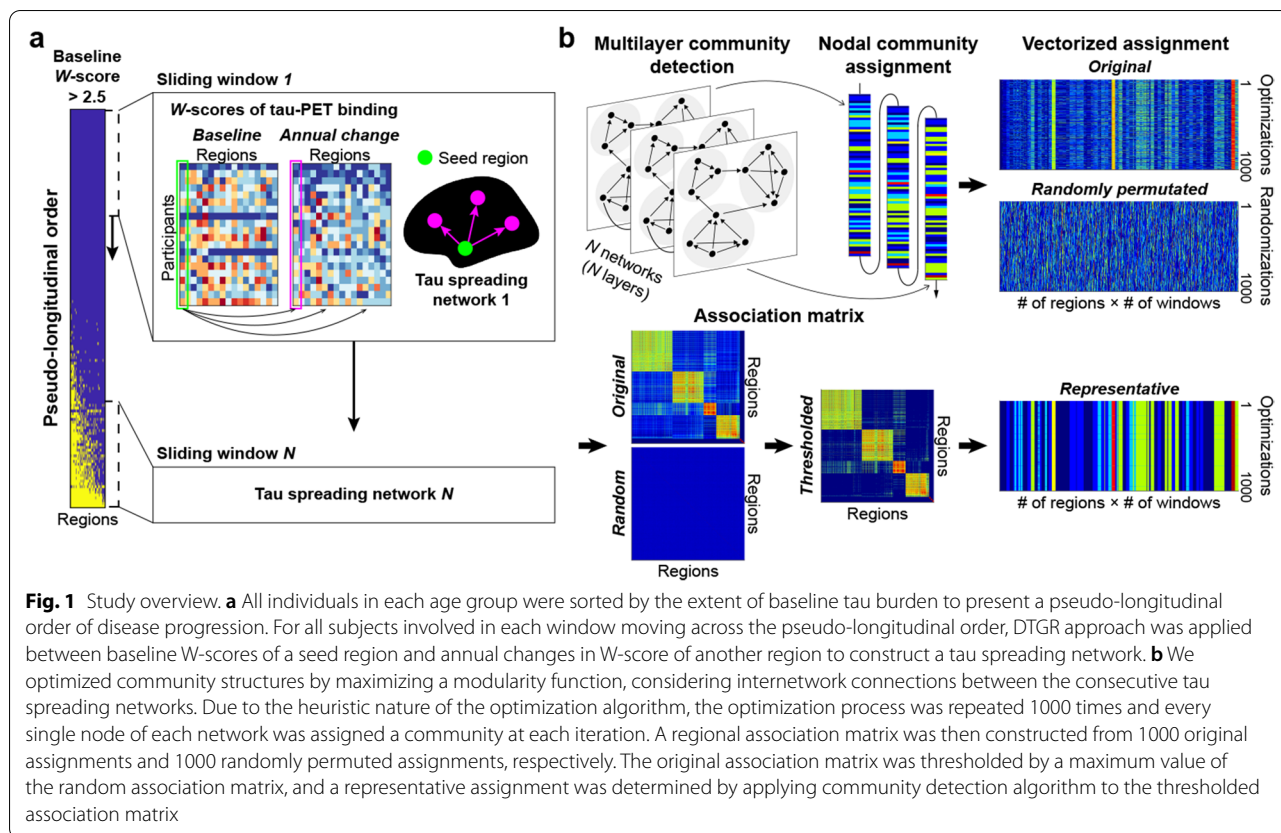 a
Baseline
W-score
> 2.5
Pseudo-longitudinal order
Regions
Sliding window 1
W-scores of tau-PET binding
Baseline
Regions
Annual change
Regions
Participants
Seed region
Tau spreading
network 1
Sliding window N
Tau spreading network N
b
Multilayer community
detection
N networks
(N layers)
Nodal community
assignment
Vectorized assignment
Original
1
1000
Optimizations
Randomly permutated
1
1000
Randomizations
# of regions × # of windows
Association matrix
Original
Regions
Random
Regions
Regions
Thresholded
Regions
Regions
Representative
1
1000
Optimizations
# of regions × # of windows
Fig. 1 Study overview. a All individuals in each age group were sorted by the extent of baseline tau burden to present a pseudo-longitudinal
order of disease progression. For all subjects involved in each window moving across the pseudo-longitudinal order, DTGR approach was applied
between baseline W-scores of a seed region and annual changes in W-score of another region to construct a tau spreading network. b We
optimized community structures by maximizing a modularity function, considering internetwork connections between the consecutive tau
spreading networks. Due to the heuristic nature of the optimization algorithm, the optimization process was repeated 1000 times and every
single node of each network was assigned a community at each iteration. A regional association matrix was then constructed from 1000 original
assignments and 1000 randomly permuted assignments, respectively. The original association matrix was thresholded by a maximum value of
the random association matrix, and a representative assignment was determined by applying community detection algorithm to the thresholded
association matrix